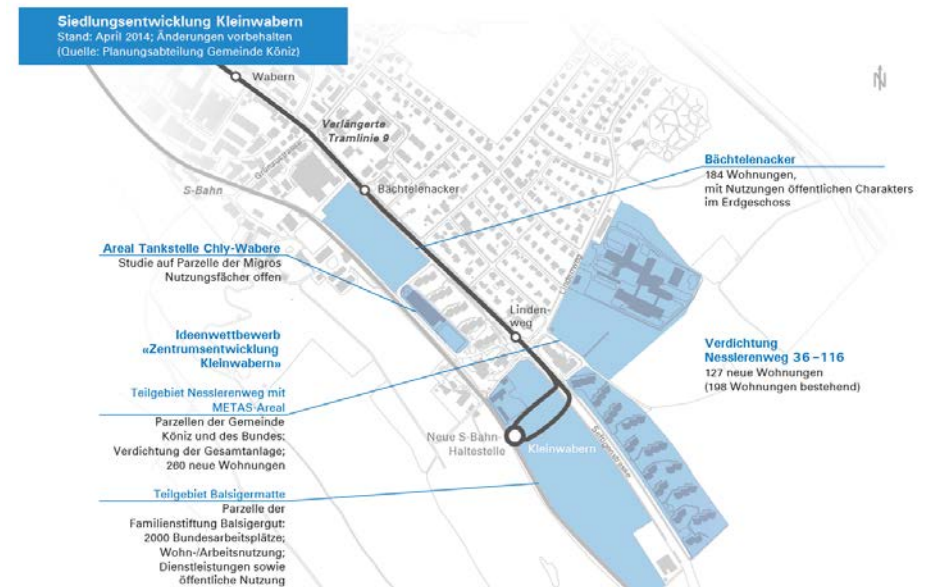 Siedlungsentwicklung Kleinwabern
Stand: April 2014; Änderungen vorbehalten
(Quelle: Planungsabteilung Gemeinde Köniz)
Wabern
Verlängerte
Tramlinie 9
Grünaustrasse
S-Bahn
Bächtelenacker
Bächtelenacker
184 Wohnungen,
mit Nutzungen öffentlichen Charakters
im Erdgeschoss
Areal Tankstelle Chly-Wabere
Studie auf Parzelle der Migros
Nutzungsfächer offen
Lindenweg
Linden-
weg
Ideenwettbewerb
«Zentrumsentwicklung
Kleinwabern»
Verdichtung
Nesslerenweg 36–116
127 neue Wohnungen
(198 Wohnungen bestehend)
Teilgebiet Nesslerenweg mit
METAS-Areal
Parzellen der Gemeinde
Köniz und des Bundes:
Verdichtung der Gesamtanlage;
260 neue Wohnungen
Neue S-Bahn-
Haltestelle
Kleinwabern
Seftigenstrasse
Teilgebiet Balsigermatte
Parzelle der
Familienstiftung Balsigergut:
2000 Bundesarbeitsplätze;
Wohn-/Arbeitsnutzung;
Dienstleistungen sowie
öffentliche Nutzung